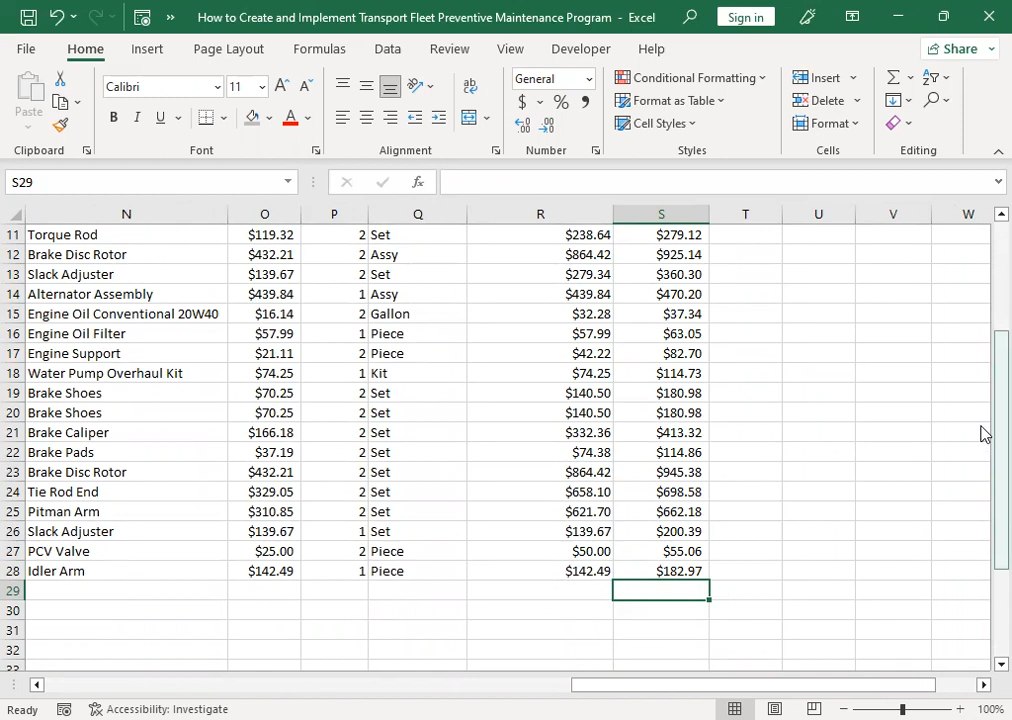 How to Create and Implement Transport Fleet Preventive Maintenance Program - Excel Sign in
File Home Insert Page Layout Formulas Data Review View Developer Help Share
Calibri 11 ab General Conditional Formatting Insert
Paste B I U A $ % Format as Table Delete
Cell Styles Format
Clipboard Font Alignment Number Styles Cells Editing
S29 fx
N O P Q R S T U V W
11 Torque Rod $119.32 2 Set $238.64 $279.12
12 Brake Disc Rotor $432.21 2 Assy $864.42 $925.14
13 Slack Adjuster $139.67 2 Set $279.34 $360.30
14 Alternator Assembly $439.84 1 Assy $439.84 $470.20
15 Engine Oil Conventional 20W40 $16.14 2 Gallon $32.28 $37.34
16 Engine Oil Filter $57.99 1 Piece $57.99 $63.05
17 Engine Support $21.11 2 Piece $42.22 $82.70
18 Water Pump Overhaul Kit $74.25 1 Kit $74.25 $114.73
19 Brake Shoes $70.25 2 Set $140.50 $180.98
20 Brake Shoes $70.25 2 Set $140.50 $180.98
21 Brake Caliper $166.18 2 Set $332.36 $413.32
22 Brake Pads $37.19 2 Set $74.38 $114.86
23 Brake Disc Rotor $432.21 2 Set $864.42 $945.38
24 Tie Rod End $329.05 2 Set $658.10 $698.58
25 Pitman Arm $310.85 2 Set $621.70 $662.18
26 Slack Adjuster $139.67 1 Set $139.67 $200.39
27 PCV Valve $25.00 2 Piece $50.00 $55.06
28 Idler Arm $142.49 1 Piece $142.49 $182.97
29
30
31
32
33
Ready Accessibility: Investigate 100%